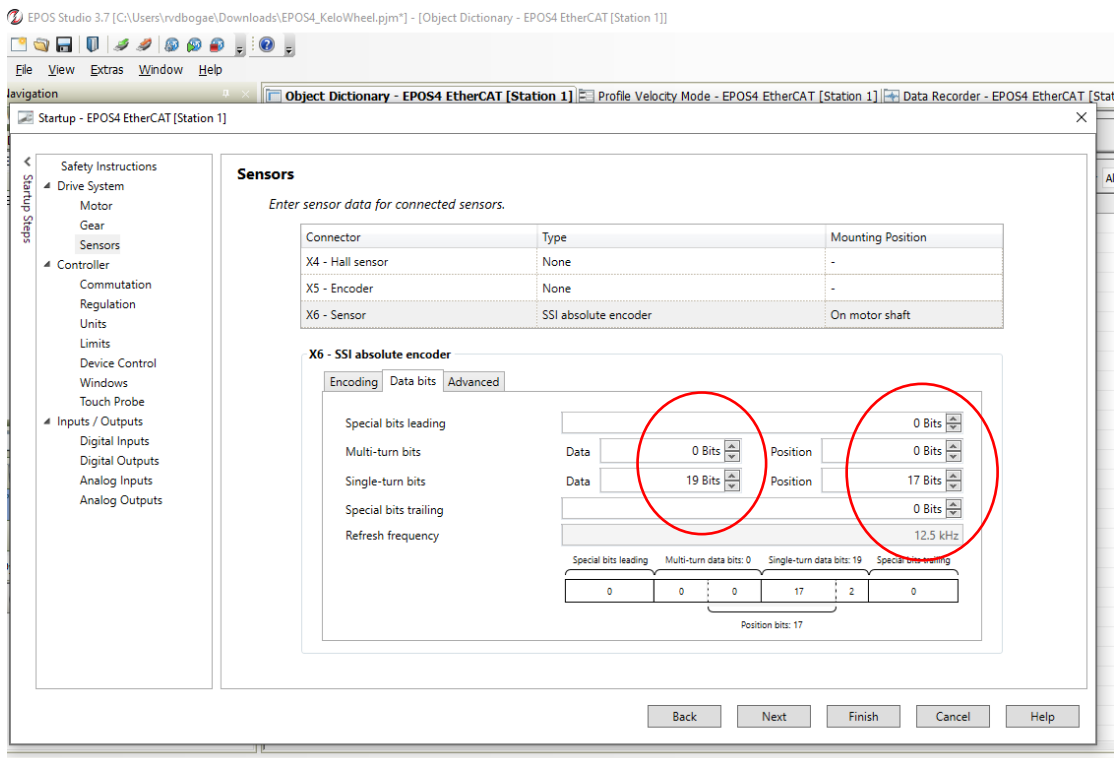 EPOS Studio 3.7 [C:\Users\rvdbogae\Downloads\EPOS4_KeloWheel.pjm*] - [Object Dictionary - EPOS4 EtherCAT [Station 1]]
File View Extras Window Help
Navigation
Object Dictionary - EPOS4 EtherCAT [Station 1] Profile Velocity Mode - EPOS4 EtherCAT [Station 1] Data Recorder - EPOS4 EtherCAT [Stat
Startup - EPOS4 EtherCAT [Station 1]
Startup Steps
Safety Instructions
Drive System
Motor
Gear
Sensors
Controller
Commutation
Regulation
Units
Limits
Device Control
Windows
Touch Probe
Inputs / Outputs
Digital Inputs
Digital Outputs
Analog Inputs
Analog Outputs
Sensors
Enter sensor data for connected sensors.
Connector Type Mounting Position
X4 - Hall sensor None -
X5 - Encoder None -
X6 - Sensor SSI absolute encoder On motor shaft
X6 - SSI absolute encoder
Encoding Data bits Advanced
Special bits leading 0 Bits
Multi-turn bits Data 0 Bits Position 0 Bits
Single-turn bits Data 19 Bits Position 17 Bits
Special bits trailing 0 Bits
Refresh frequency 12.5 kHz
Special bits leading Multi-turn data bits: 0 Single-turn data bits: 19 Special bits trailing
0 0 0 17 2 0
Position bits: 17
Back Next Finish Cancel Help